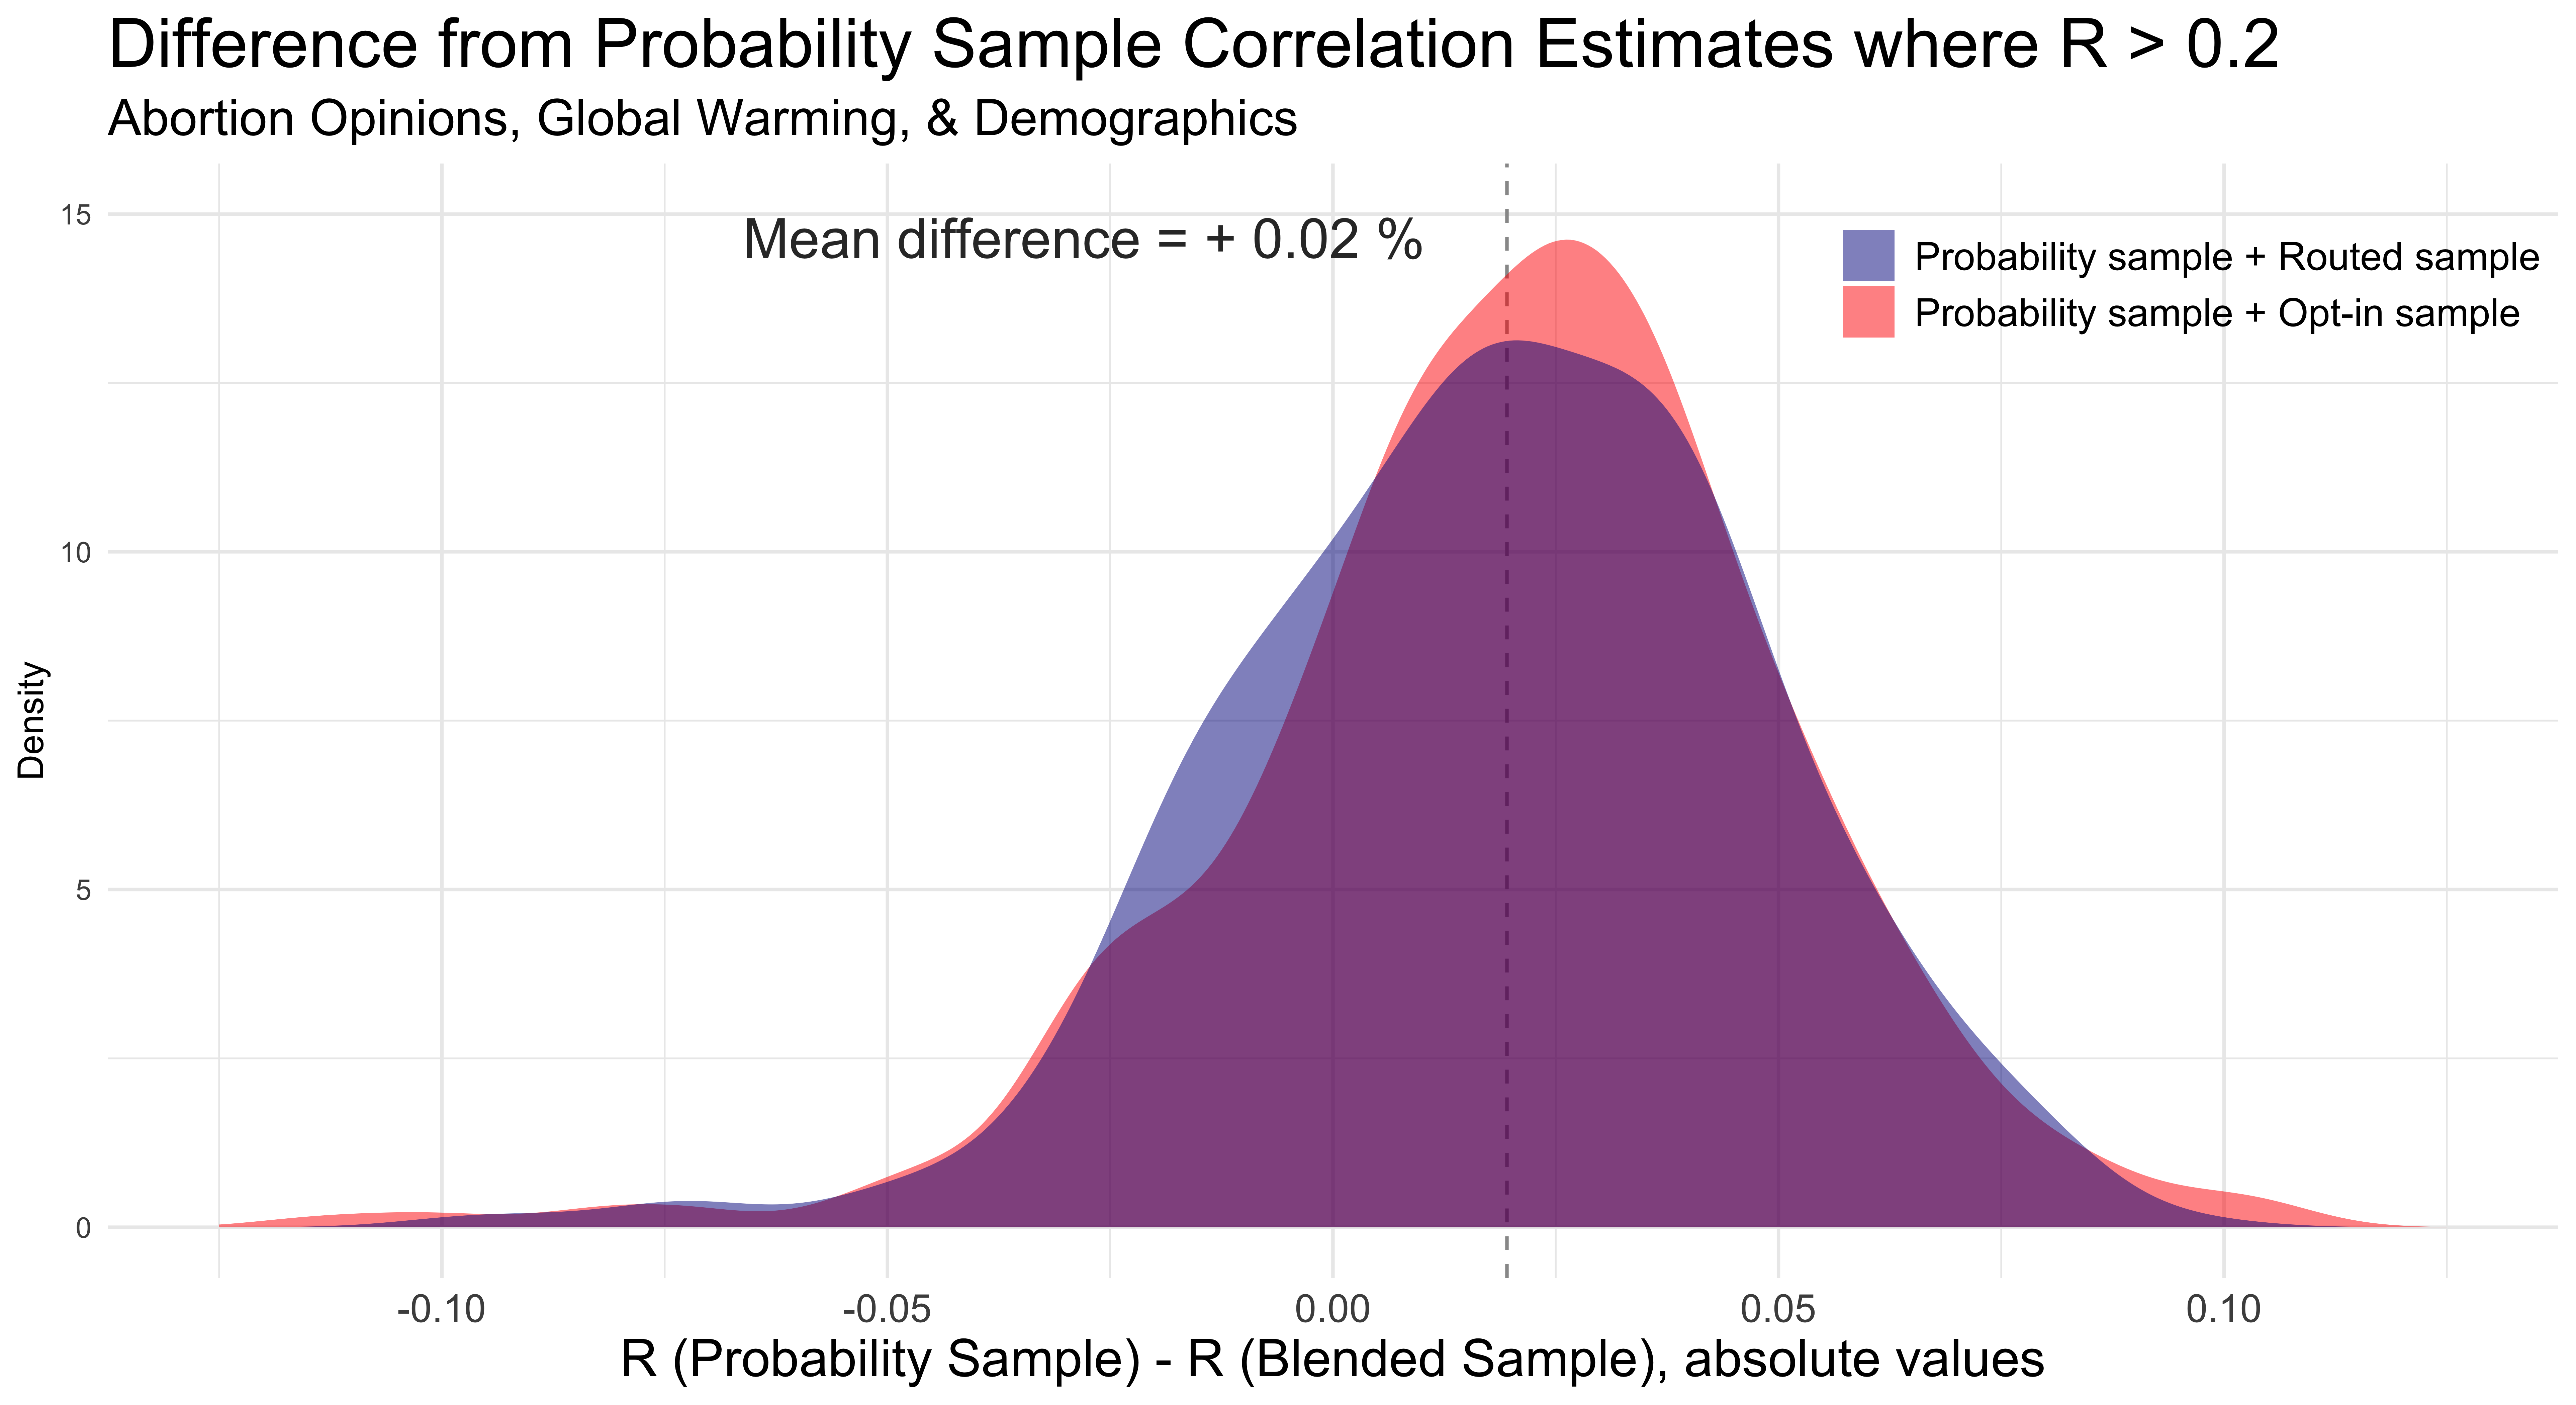 Difference from Probability Sample Correlation Estimates where R > 0.2
Abortion Opinions, Global Warming, & Demographics
Mean difference = + 0.02 %
Probability sample + Routed sample
Probability sample + Opt-in sample
15
10
5
0
Density
-0.10
-0.05
0.00
0.05
0.10
R (Probability Sample) - R (Blended Sample), absolute values